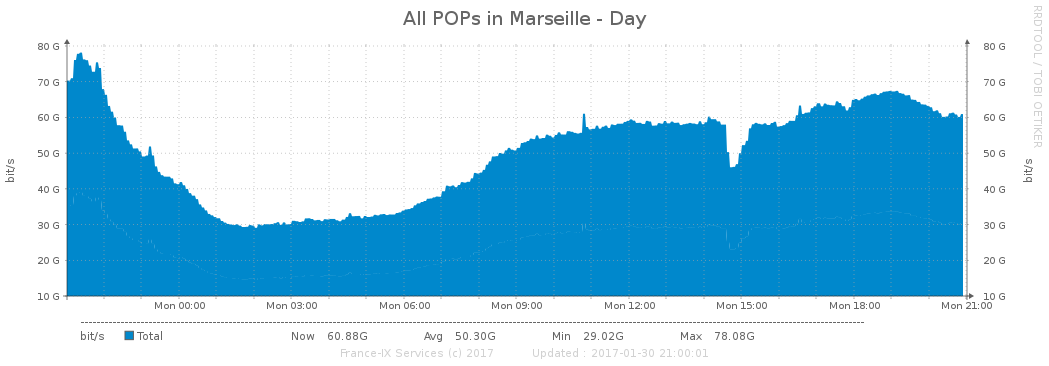 All POPs in Marseille - Day
RRDTOOL / TOBI OETIKER
80 G 80 G
70 G 70 G
60 G 60 G
50 G 50 G
40 G 40 G
30 G 30 G
20 G 20 G
10 G 10 G
bit/s
bit/s
Mon 00:00 Mon 03:00 Mon 06:00 Mon 09:00 Mon 12:00 Mon 15:00 Mon 18:00 Mon 21:00
bit/s Total Now 60.88G Avg 50.30G Min 29.02G Max 78.08G
France-IX Services (c) 2017 Updated : 2017-01-30 21:00:01